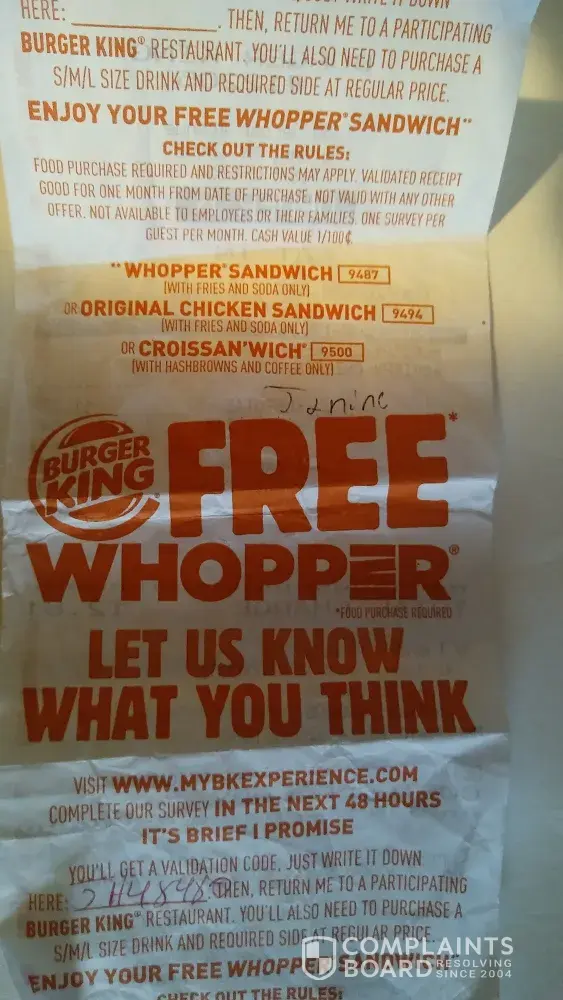 HERE: ____________. THEN, RETURN ME TO A PARTICIPATING
BURGER KING® RESTAURANT. YOU'LL ALSO NEED TO PURCHASE A
S/M/L SIZE DRINK AND REQUIRED SIDE AT REGULAR PRICE.
ENJOY YOUR FREE WHOPPER® SANDWICH**
CHECK OUT THE RULES:
FOOD PURCHASE REQUIRED AND RESTRICTIONS MAY APPLY. VALIDATED RECEIPT
GOOD FOR ONE MONTH FROM DATE OF PURCHASE. NOT VALID WITH ANY OTHER
OFFER. NOT AVAILABLE TO EMPLOYEES OR THEIR FAMILIES. ONE SURVEY PER
GUEST PER MONTH. CASH VALUE 1/100¢.
**WHOPPER® SANDWICH 9487
(WITH FRIES AND SODA ONLY)
OR ORIGINAL CHICKEN SANDWICH 9494
(WITH FRIES AND SODA ONLY)
OR CROISSAN'WICH® 9500
(WITH HASHBROWNS AND COFFEE ONLY)
Janine
BURGER KING®
FREE*
WHOPPER®
*FOOD PURCHASE REQUIRED
LET US KNOW
WHAT YOU THINK
VISIT WWW.MYBKEXPERIENCE.COM
COMPLETE OUR SURVEY IN THE NEXT 48 HOURS
IT'S BRIEF I PROMISE
YOU'LL GET A VALIDATION CODE, JUST WRITE IT DOWN
HERE: THEN, RETURN ME TO A PARTICIPATING
BURGER KING® RESTAURANT. YOU'LL ALSO NEED TO PURCHASE A
S/M/L SIZE DRINK AND REQUIRED SIDE AT REGULAR PRICE.
ENJOY YOUR FREE WHOPPER® SANDWICH**
CHECK OUT THE RULES:
COMPLAINTS
BOARD RESOLVING
SINCE 2004